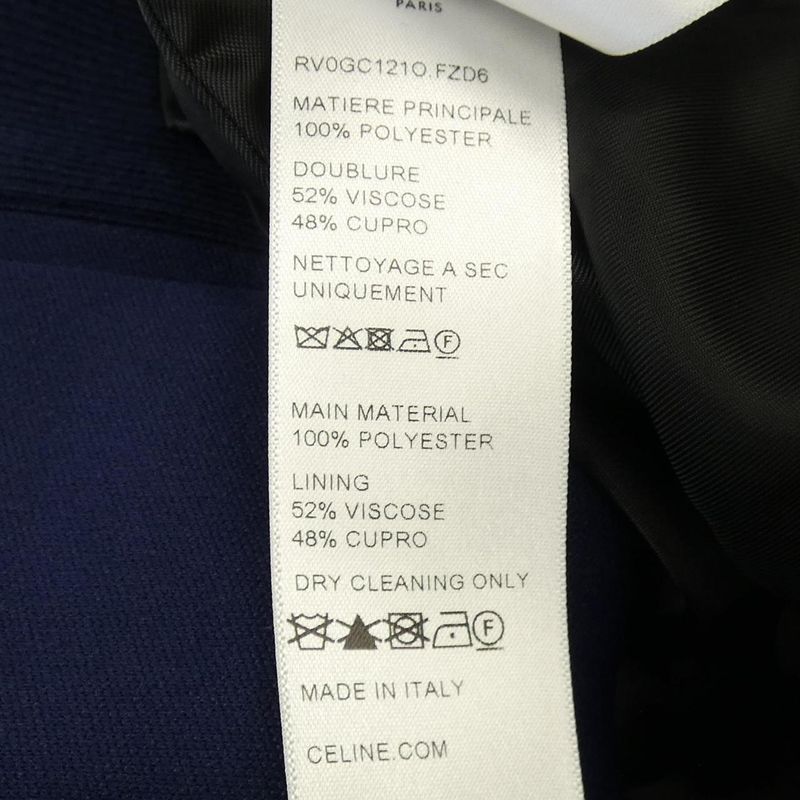 PARIS
RV0GC121O.FZD6
MATIERE PRINCIPALE
100% POLYESTER
DOUBLURE
52% VISCOSE
48% CUPRO
NETTOYAGE A SEC
UNIQUEMENT
F
MAIN MATERIAL
100% POLYESTER
LINING
52% VISCOSE
48% CUPRO
DRY CLEANING ONLY
F
MADE IN ITALY
CELINE.COM